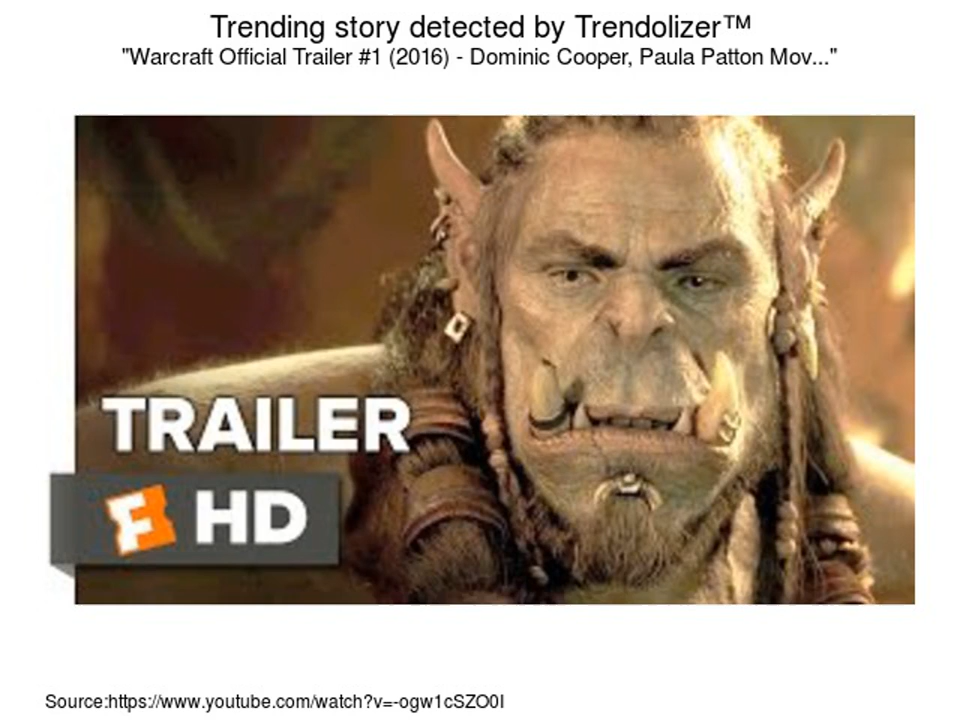 Trending story detected by Trendolizer™
"Warcraft Official Trailer #1 (2016) - Dominic Cooper, Paula Patton Mov..."
TRAILER
F HD
Source:https://www.youtube.com/watch?v=-ogw1cSZO0I